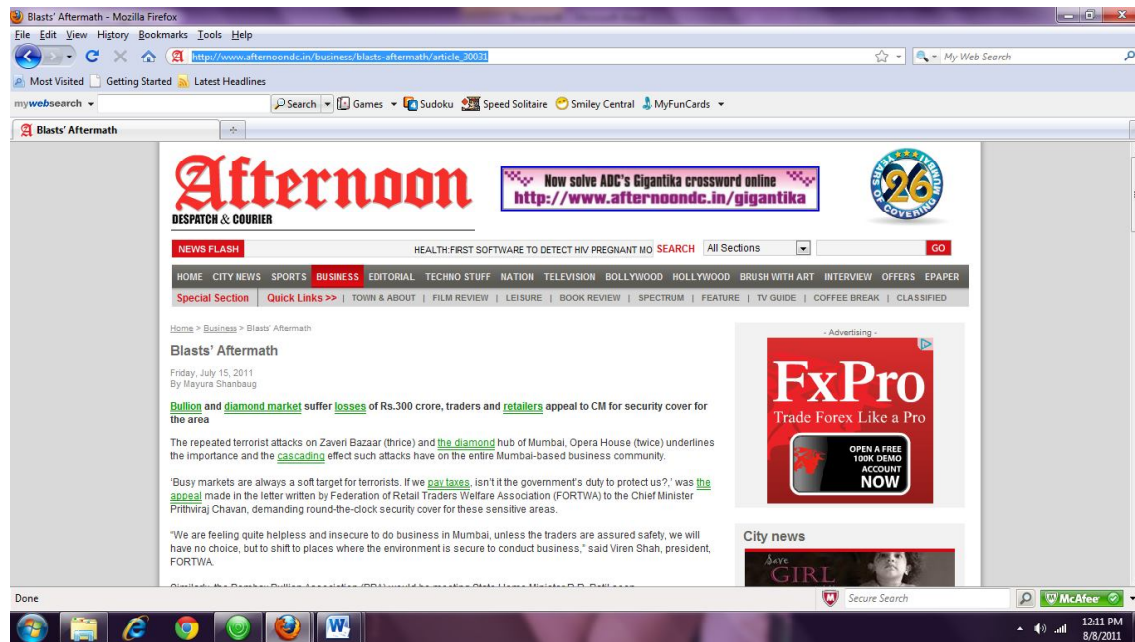 Blasts' Aftermath - Mozilla Firefox
File Edit View History Bookmarks Tools Help
http://www.afternoondc.in/business/blasts-aftermath/article_30031
My Web Search
Most Visited Getting Started Latest Headlines
mywebsearch Search Games Sudoku Speed Solitaire Smiley Central MyFunCards
Blasts' Aftermath
Afternoon
DESPATCH & COURIER
Now solve ADC's Gigantika crossword online
http://www.afternoondc.in/gigantika
26
YEARS OF COVERING
NEWS FLASH HEALTH:FIRST SOFTWARE TO DETECT HIV PREGNANT MO SEARCH All Sections GO
HOME CITY NEWS SPORTS BUSINESS EDITORIAL TECHNO STUFF NATION TELEVISION BOLLYWOOD HOLLYWOOD BRUSH WITH ART INTERVIEW OFFERS EPAPER
Special Section Quick Links >> | TOWN & ABOUT | FILM REVIEW | LEISURE | BOOK REVIEW | SPECTRUM | FEATURE | TV GUIDE | COFFEE BREAK | CLASSIFIED
Home > Business > Blasts' Aftermath
Blasts' Aftermath
Friday, July 15, 2011
By Mayura Shanbaug
Bullion and diamond market suffer losses of Rs.300 crore, traders and retailers appeal to CM for security cover for
the area
The repeated terrorist attacks on Zaveri Bazaar (thrice) and the diamond hub of Mumbai, Opera House (twice) underlines
the importance and the cascading effect such attacks have on the entire Mumbai-based business community.
'Busy markets are always a soft target for terrorists. If we pay taxes, isn't it the government's duty to protect us?,' was the
appeal made in the letter written by Federation of Retail Traders Welfare Association (FORTWA) to the Chief Minister
Prithviraj Chavan, demanding round-the-clock security cover for these sensitive areas.
"We are feeling quite helpless and insecure to do business in Mumbai, unless the traders are assured safety, we will
have no choice, but to shift to places where the environment is secure to conduct business," said Viren Shah, president,
FORTWA.
- Advertising -
FxPro
Trade Forex Like a Pro
OPEN A FREE
100K DEMO
ACCOUNT
NOW
City news
Save
GIRL
Done
Secure Search
McAfee
12:11 PM
8/8/2011